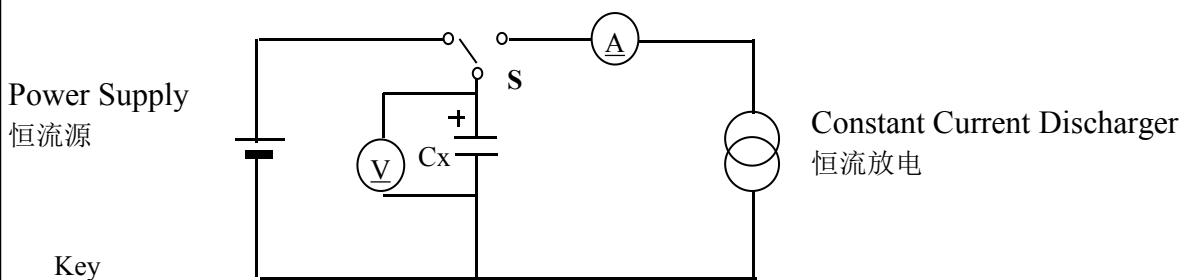 A
S
Power Supply
恒流源
+
Cx
V
Constant Current Discharger
恒流放电
Key